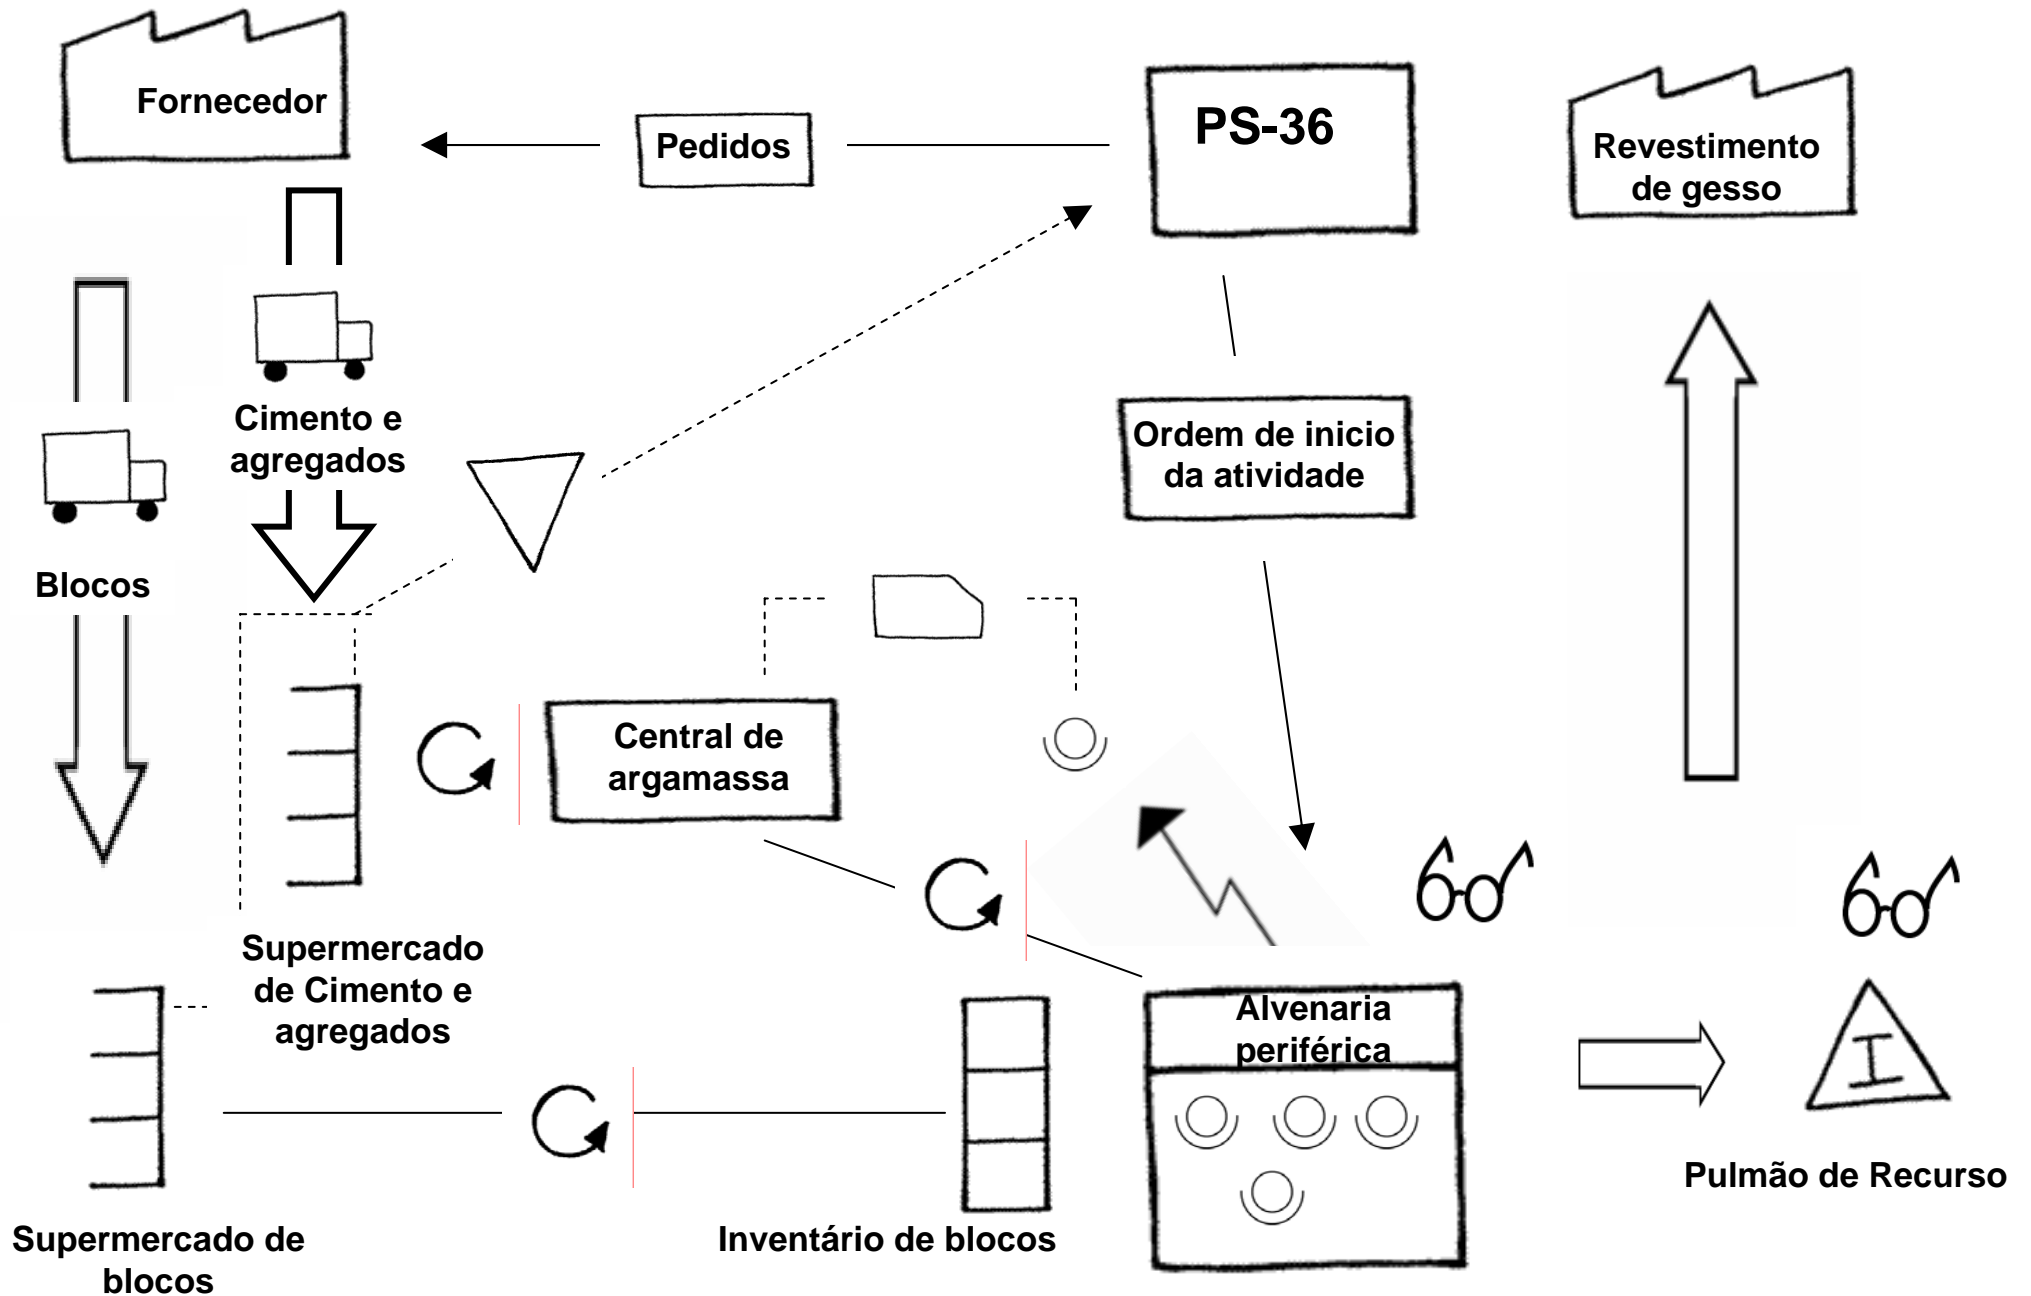 Fornecedor
Pedidos
PS-36
Revestimento
de gesso
Cimento e
agregados
Ordem de inicio
da atividade
Blocos
Central de
argamassa
Supermercado
de Cimento e
agregados
Alvenaria
periférica
I
Pulmão de Recurso
Supermercado de
blocos
Inventário de blocos